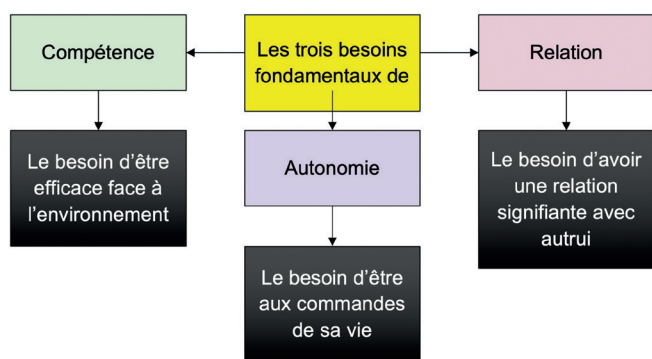 Compétence
Les trois besoins
fondamentaux de
Relation
Le besoin d’être
efficace face à
l’environnement
Autonomie
Le besoin d’avoir
une relation
signifiante avec
autrui
Le besoin d’être
aux commandes
de sa vie